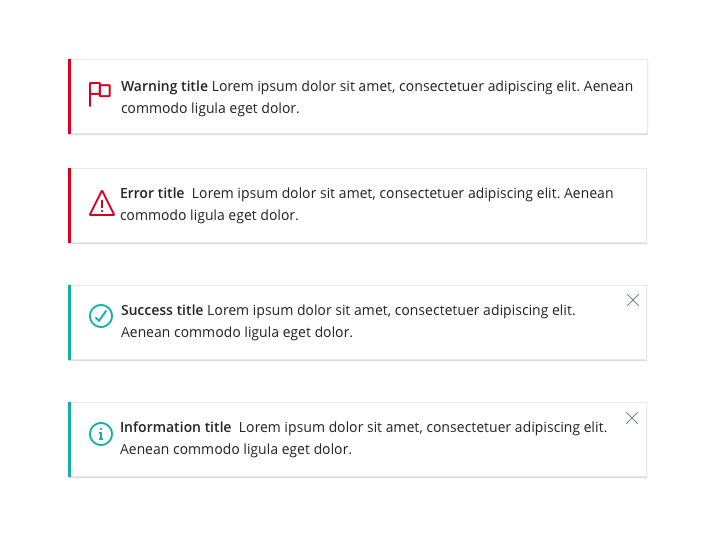 Warning title Lorem ipsum dolor sit amet, consectetuer adipiscing elit. Aenean
commodo ligula eget dolor.
Error title Lorem ipsum dolor sit amet, consectetuer adipiscing elit. Aenean
commodo ligula eget dolor.
Success title Lorem ipsum dolor sit amet, consectetuer adipiscing elit.
Aenean commodo ligula eget dolor.
Information title Lorem ipsum dolor sit amet, consectetuer adipiscing elit.
Aenean commodo ligula eget dolor.